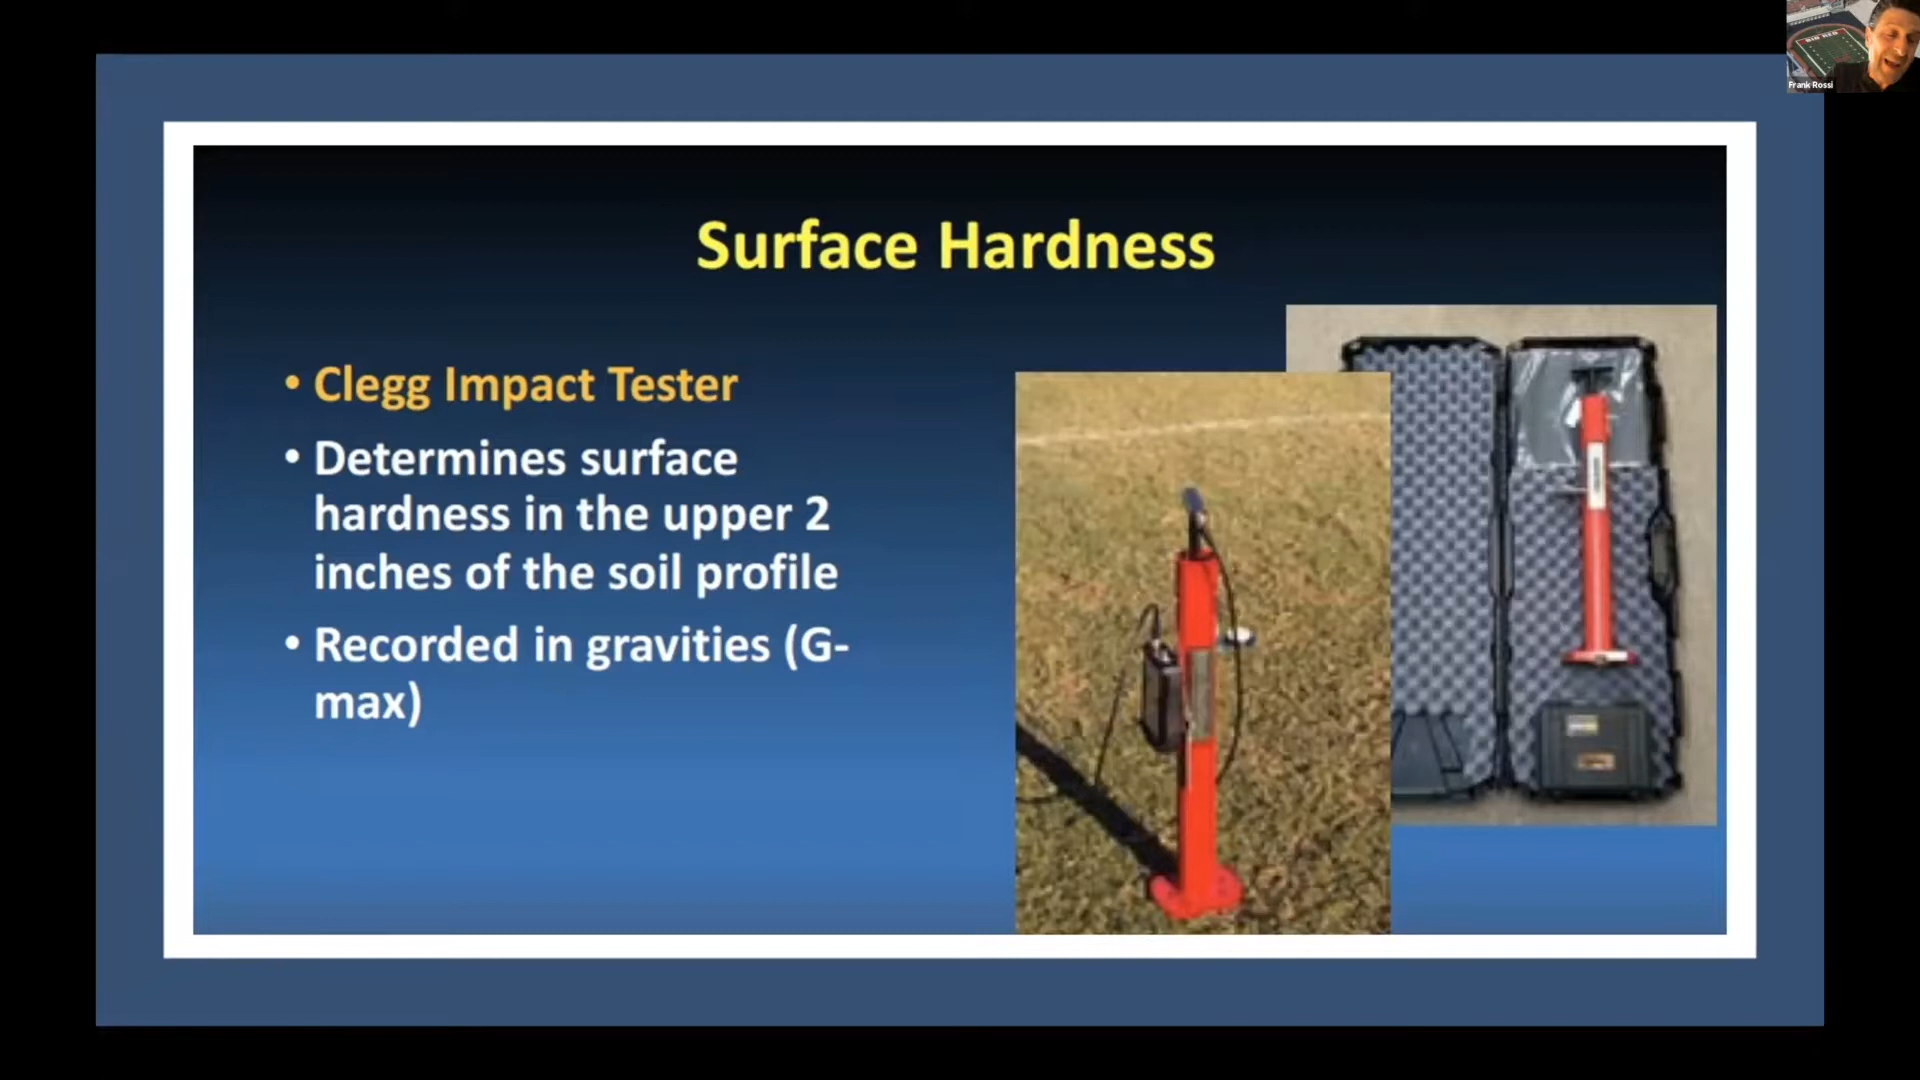 Frank Rossi
Surface Hardness
• Clegg Impact Tester
• Determines surface
hardness in the upper 2
inches of the soil profile
• Recorded in gravities (G-
max)